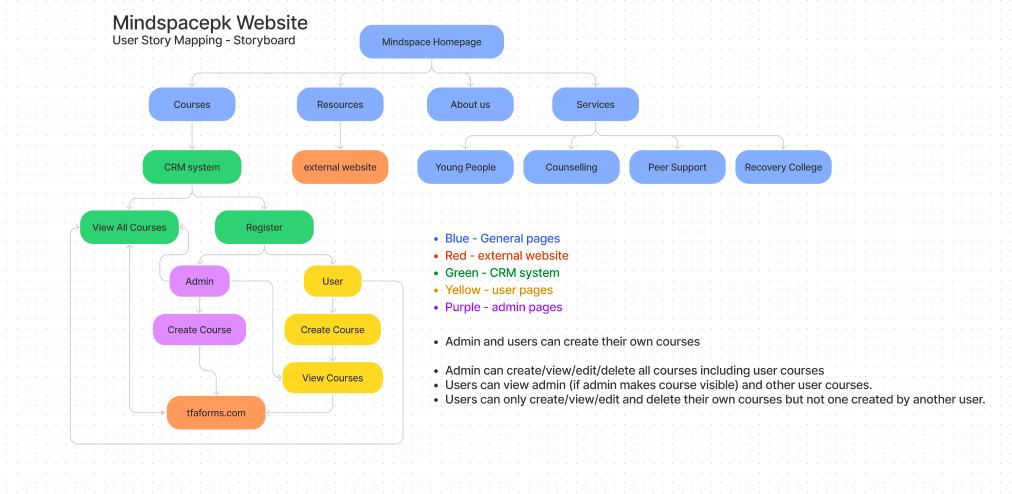 Mindspacepk Website
User Story Mapping - Storyboard
Mindspace Homepage
Courses
Resources
About us
Services
CRM system
external website
Young People
Counselling
Peer Support
Recovery College
View All Courses
Register
Admin
User
Create Course
Create Course
View Courses
tfaforms.com
• Blue - General pages
• Red - external website
• Green - CRM system
• Yellow - user pages
• Purple - admin pages
• Admin and users can create their own courses
• Admin can create/view/edit/delete all courses including user courses
• Users can view admin (if admin makes course visible) and other user courses.
• Users can only create/view/edit and delete their own courses but not one created by another user.